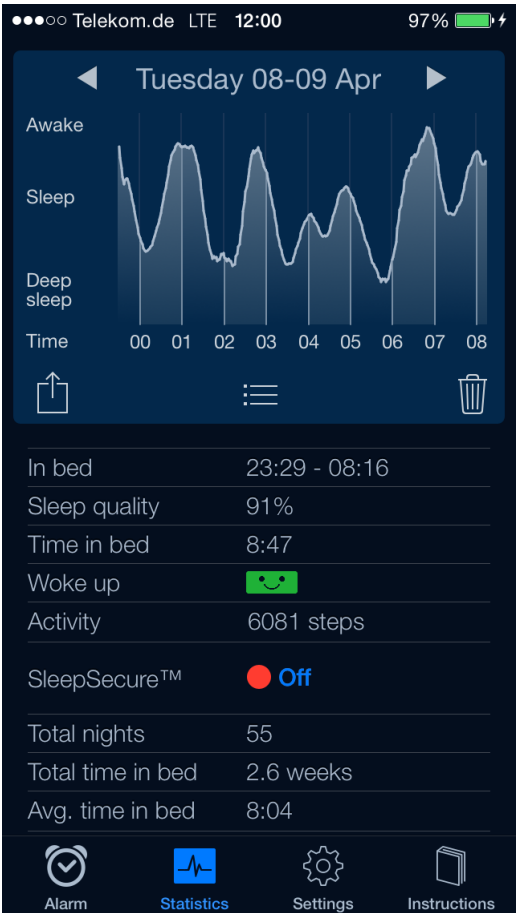 Telekom.de LTE 12:00 97%
Tuesday 08-09 Apr
Awake
Sleep
Deep
sleep
Time 00 01 02 03 04 05 06 07 08
In bed 23:29 - 08:16
Sleep quality 91%
Time in bed 8:47
Woke up
Activity 6081 steps
SleepSecure™ Off
Total nights 55
Total time in bed 2.6 weeks
Avg. time in bed 8:04
Alarm Statistics Settings Instructions